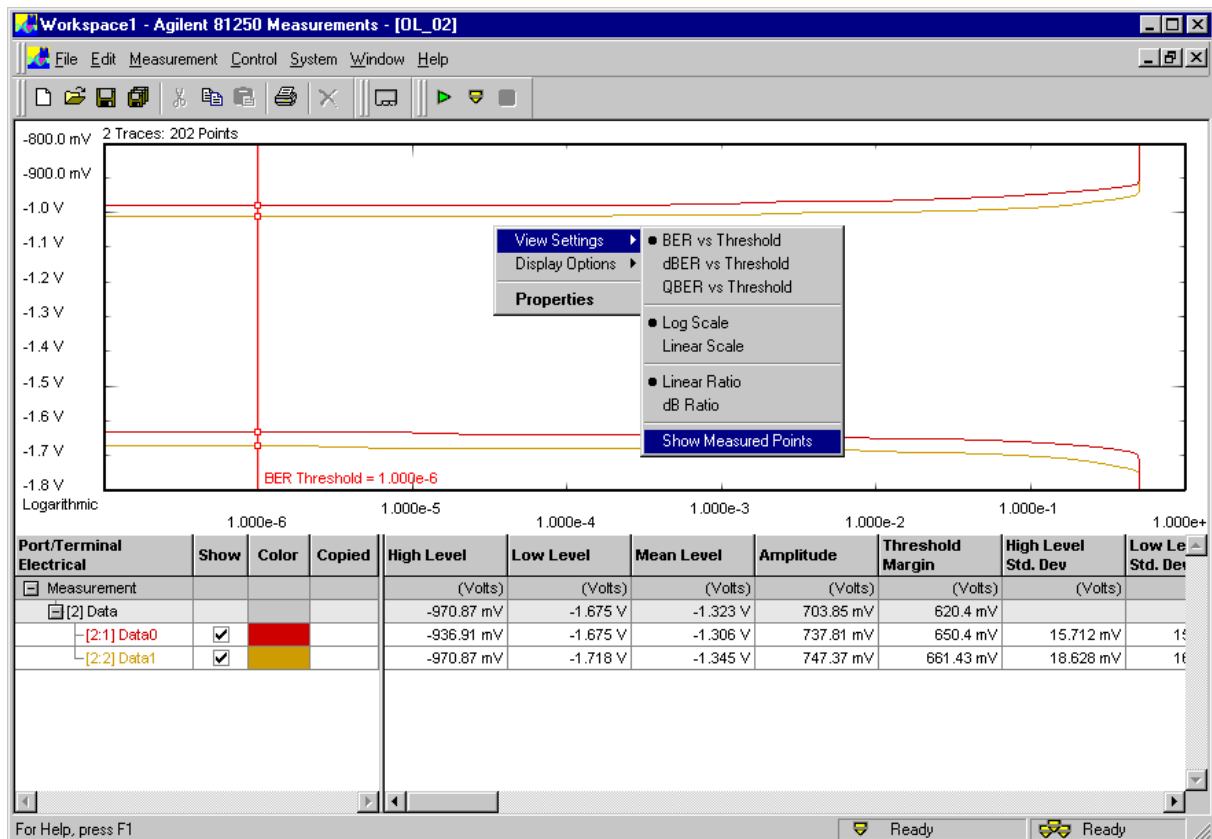 Workspace1 - Agilent 81250 Measurements - [OL_02]
File Edit Measurement Control System Window Help
2 Traces: 202 Points
-800.0 mV
-900.0 mV
-1.0 V
-1.1 V
-1.2 V
-1.3 V
-1.4 V
-1.5 V
-1.6 V
-1.7 V
-1.8 V
View Settings
Display Options
Properties
BER vs Threshold
dBER vs Threshold
QBER vs Threshold
Log Scale
Linear Scale
Linear Ratio
dB Ratio
Show Measured Points
BER Threshold = 1.000e-6
Logarithmic
1.000e-6 1.000e-5 1.000e-4 1.000e-3 1.000e-2 1.000e-1 1.000e+
Port/Terminal Electrical Show Color Copied High Level Low Level Mean Level Amplitude Threshold Margin High Level Std. Dev Low Le Std. Dev
Measurement (Volts) (Volts) (Volts) (Volts) (Volts) (Volts)
[2] Data -970.87 mV -1.675 V -1.323 V 703.85 mV 620.4 mV
[2:1] Data0 -936.91 mV -1.675 V -1.306 V 737.81 mV 650.4 mV 15.712 mV
[2:2] Data1 -970.87 mV -1.718 V -1.345 V 747.37 mV 661.43 mV 18.628 mV
For Help, press F1 Ready Ready